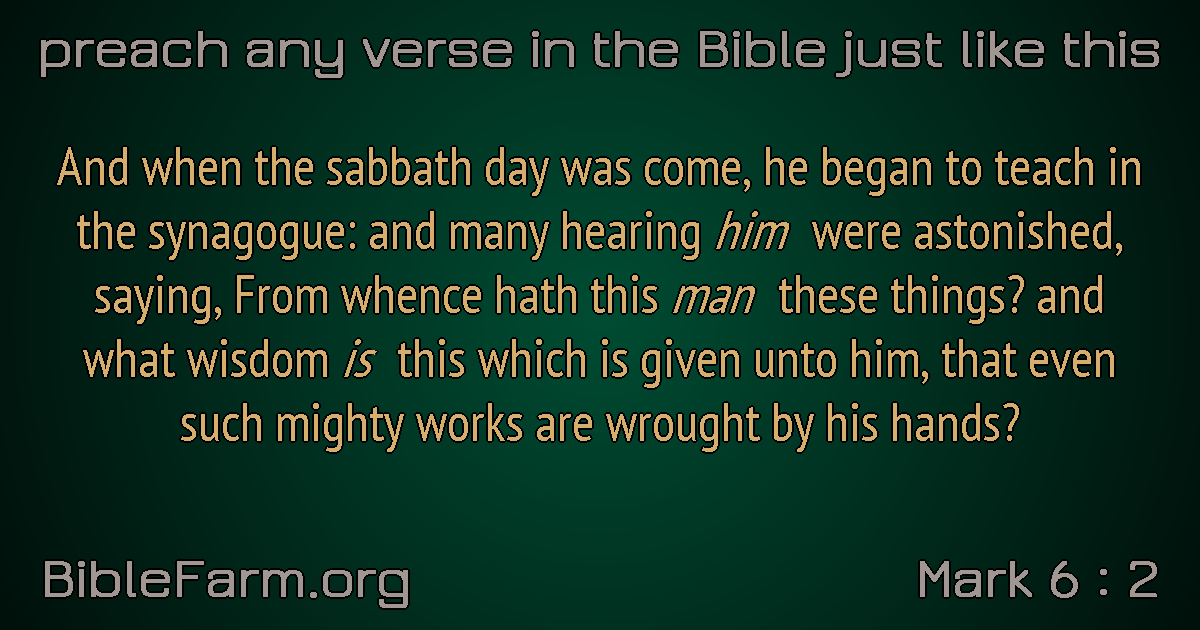 preach any verse in the Bible just like this
And when the sabbath day was come, he began to teach in
the synagogue: and many hearing him were astonished,
saying, From whence hath this man these things? and
what wisdom is this which is given unto him, that even
such mighty works are wrought by his hands?
BibleFarm.org
Mark 6 : 2